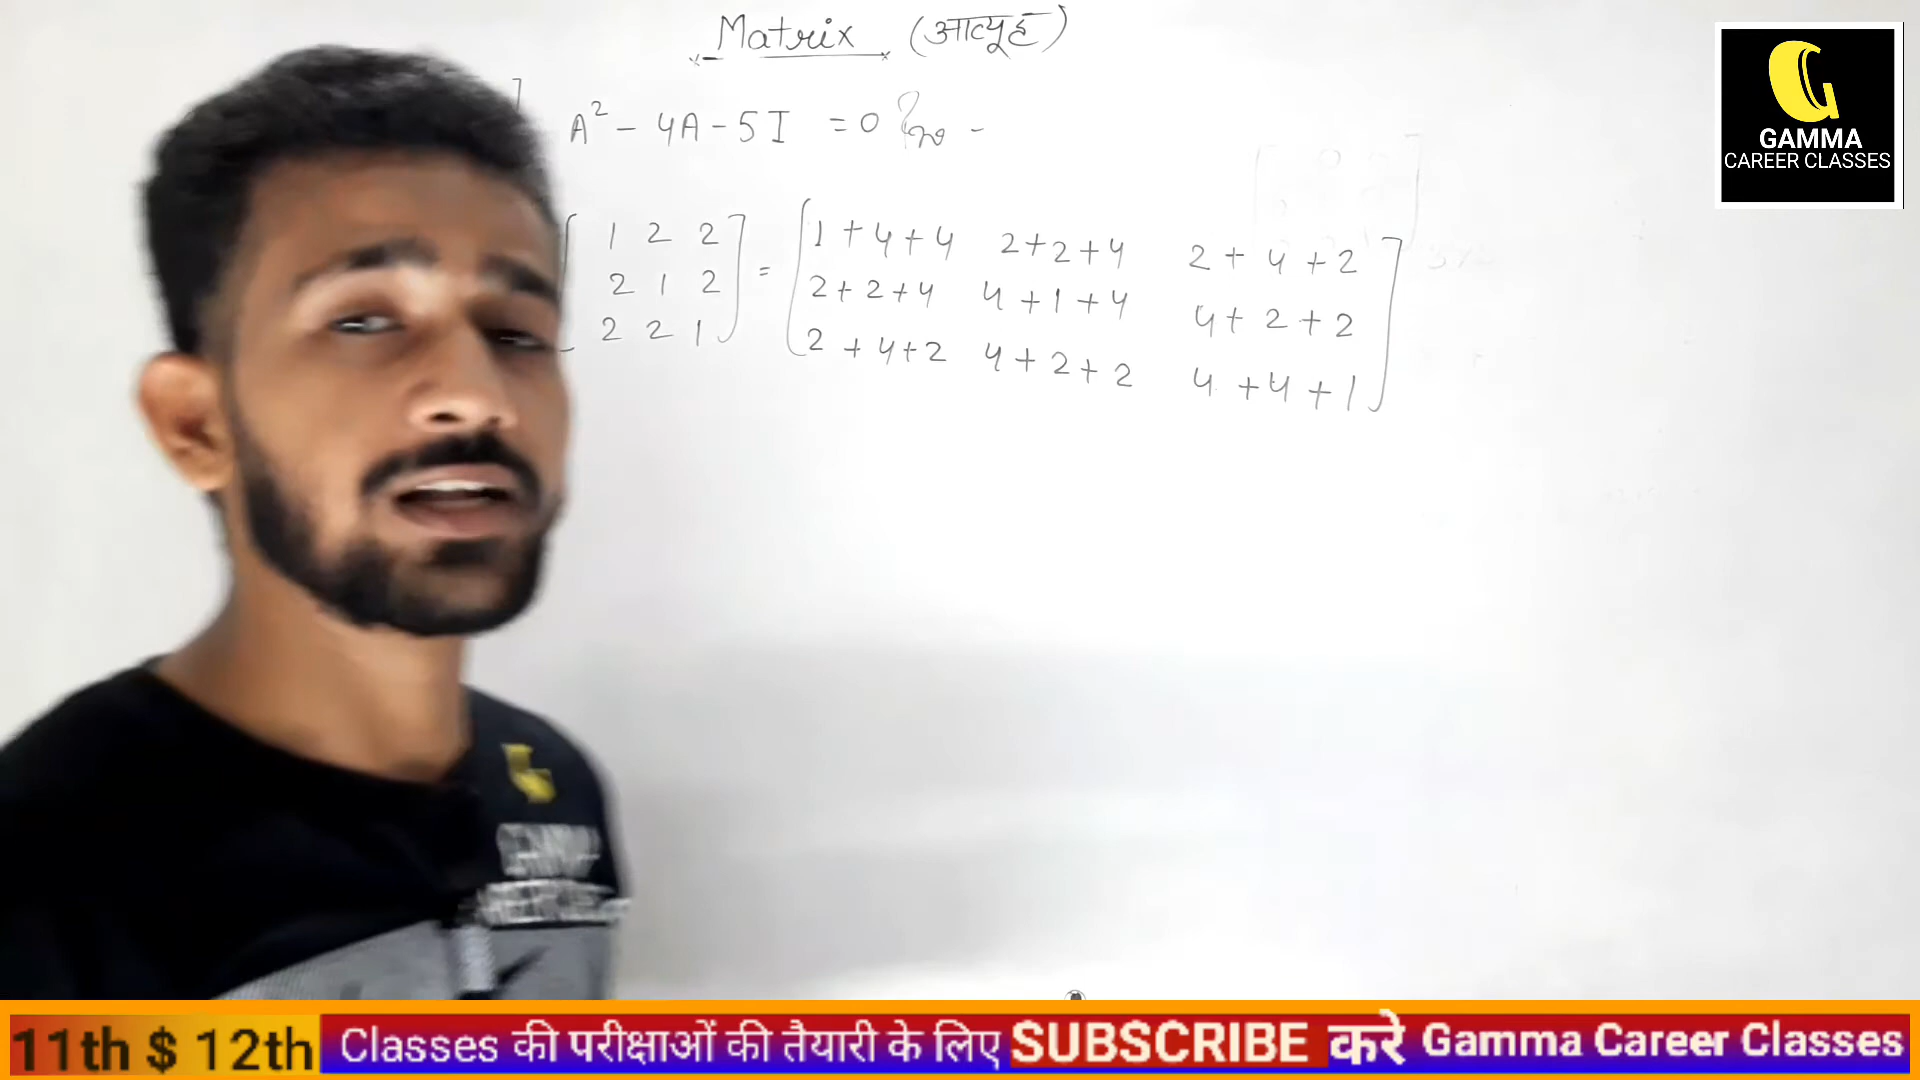 Matrix (आव्यूह)
A² - 4A - 5I = 0
1 2 2
2 1 2
2 2 1
=
1+4+4 2+2+4 2+4+2
2+2+4 4+1+4 4+2+2
2+4+2 4+2+2 4+4+1
GAMMA
CAREER CLASSES
11th $ 12th Classes की परीक्षाओं की तैयारी के लिए SUBSCRIBE करे Gamma Career Classes